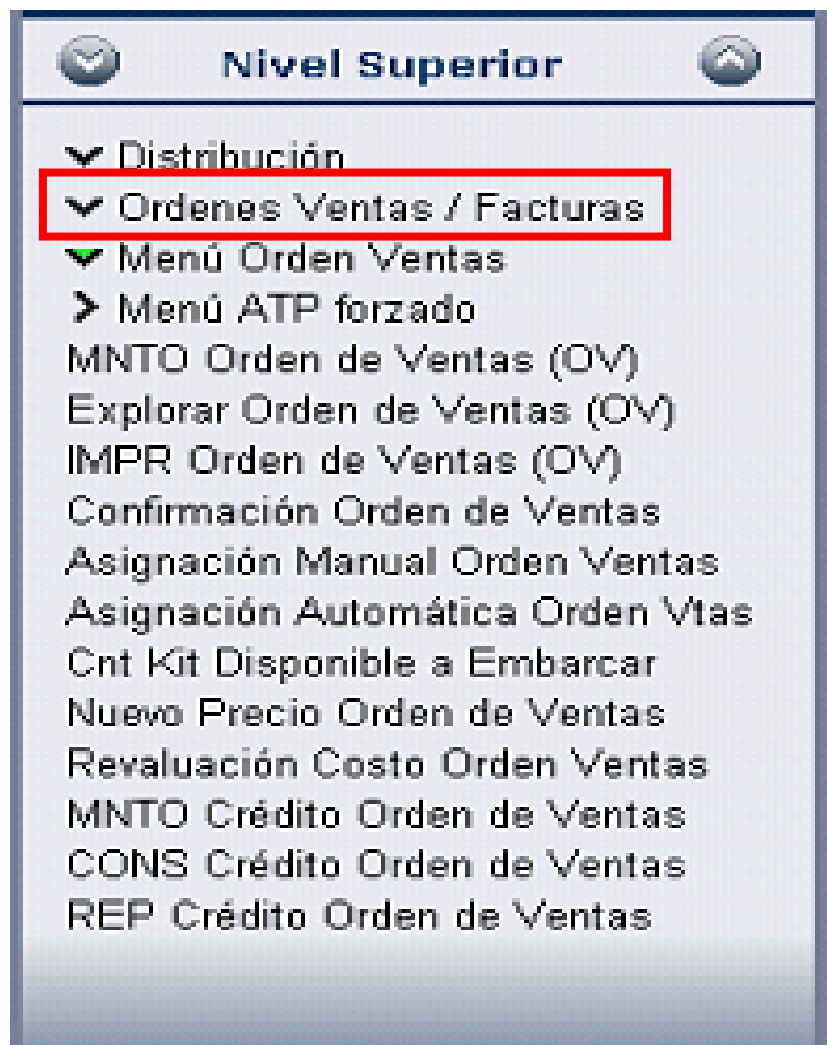 Nivel Superior
Distribución
Ordenes Ventas / Facturas
Menú Orden Ventas
Menú ATP forzado
MNTO Orden de Ventas (OV)
Explorar Orden de Ventas (OV)
IMPR Orden de Ventas (OV)
Confirmación Orden de Ventas
Asignación Manual Orden Ventas
Asignación Automática Orden Vtas
Cnt Kit Disponible a Embarcar
Nuevo Precio Orden de Ventas
Revaluación Costo Orden Ventas
MNTO Crédito Orden de Ventas
CONS Crédito Orden de Ventas
REP Crédito Orden de Ventas